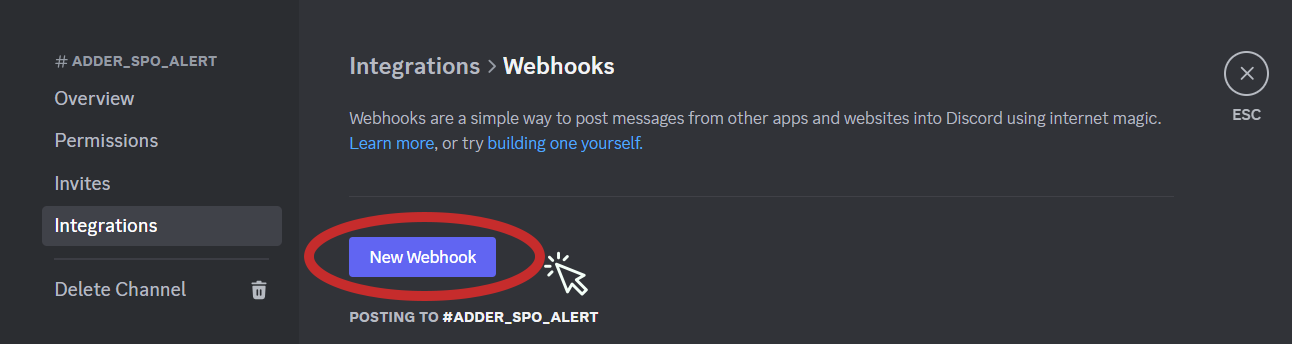 # ADDER_SPO_ALERT
Overview
Permissions
Invites
Integrations
Delete Channel
Integrations > Webhooks
Webhooks are a simple way to post messages from other apps and websites into Discord using internet magic.
Learn more, or try building one yourself.
New Webhook
POSTING TO #ADDER_SPO_ALERT
ESC